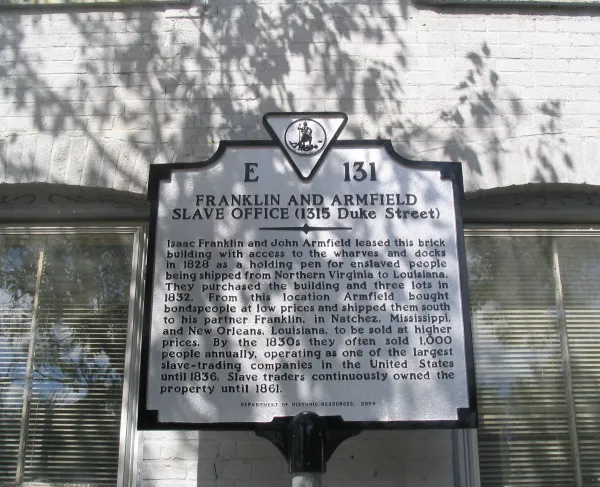 E 131
FRANKLIN AND ARMFIELD
SLAVE OFFICE (1315 Duke Street)
Isaac Franklin and John Armfield leased this brick
building with access to the wharves and docks
in 1828 as a holding pen for enslaved people
being shipped from Northern Virginia to Louisiana.
They purchased the building and three lots in
1832. From this location Armfield bought
bondspeople at low prices and shipped them south
to his partner Franklin, in Natchez, Mississippi,
and New Orleans, Louisiana, to be sold at higher
prices. By the 1830s they often sold 1,000
people annually, operating as one of the largest
slave-trading companies in the United States
until 1836. Slave traders continuously owned the
property until 1861.
DEPARTMENT OF HISTORIC RESOURCES,